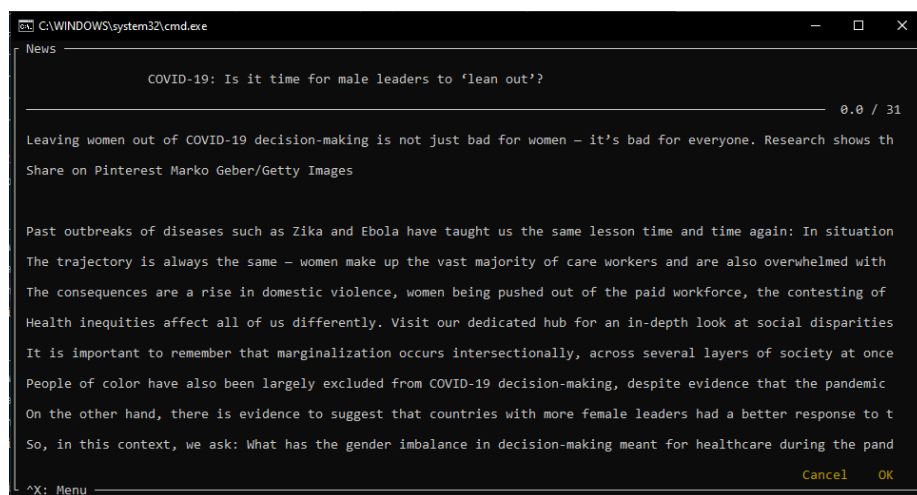 C:\WINDOWS\system32\cmd.exe
News
COVID-19: Is it time for male leaders to ‘lean out’?
0.0 / 31
Leaving women out of COVID-19 decision-making is not just bad for women — it’s bad for everyone. Research shows th
Share on Pinterest Marko Geber/Getty Images
Past outbreaks of diseases such as Zika and Ebola have taught us the same lesson time and time again: In situation
The trajectory is always the same — women make up the vast majority of care workers and are also overwhelmed with
The consequences are a rise in domestic violence, women being pushed out of the paid workforce, the contesting of
Health inequities affect all of us differently. Visit our dedicated hub for an in-depth look at social disparities
It is important to remember that marginalization occurs intersectionally, across several layers of society at once
People of color have also been largely excluded from COVID-19 decision-making, despite evidence that the pandemic
On the other hand, there is evidence to suggest that countries with more female leaders had a better response to t
So, in this context, we ask: What has the gender imbalance in decision-making meant for healthcare during the pand
Cancel OK
^X: Menu